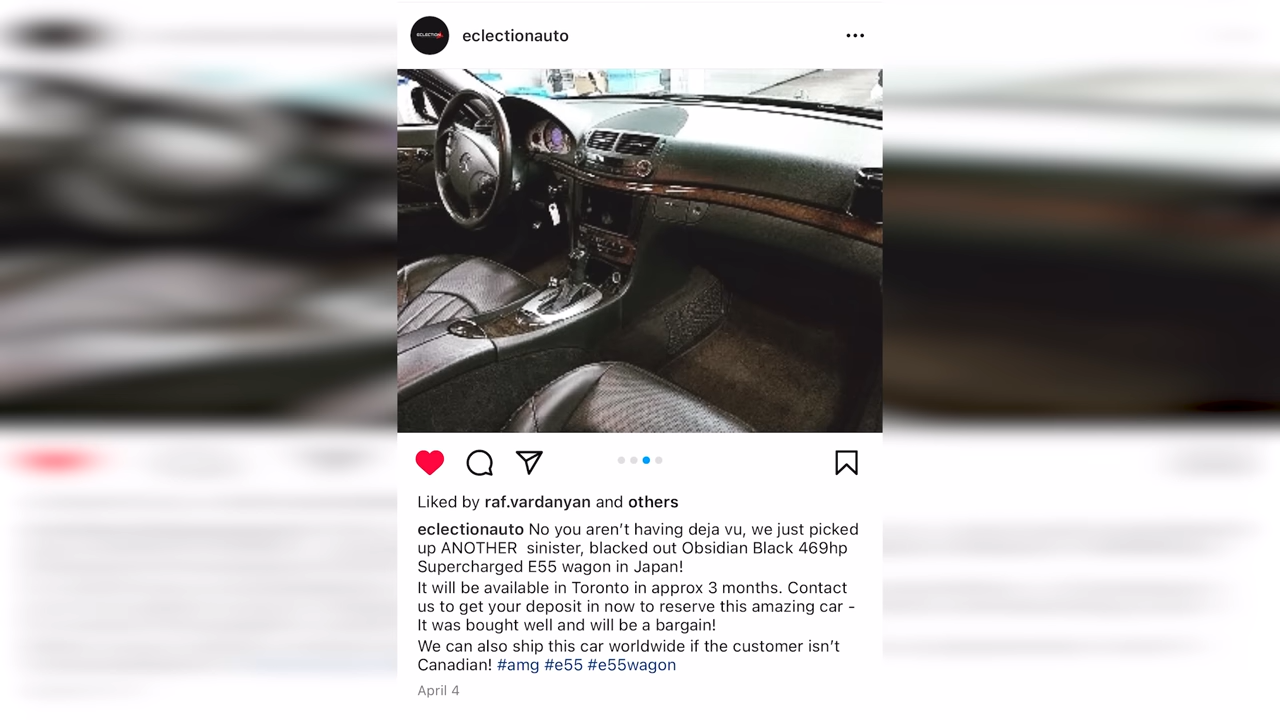 ECLECTION
eclectionauto
Liked by raf.vardanyan and others
eclectionauto No you aren’t having deja vu, we just picked
up ANOTHER  sinister, blacked out Obsidian Black 469hp
Supercharged E55 wagon in Japan!
It will be available in Toronto in approx 3 months. Contact
us to get your deposit in now to reserve this amazing car -
It was bought well and will be a bargain!
We can also ship this car worldwide if the customer isn’t
Canadian! #amg #e55 #e55wagon
April 4